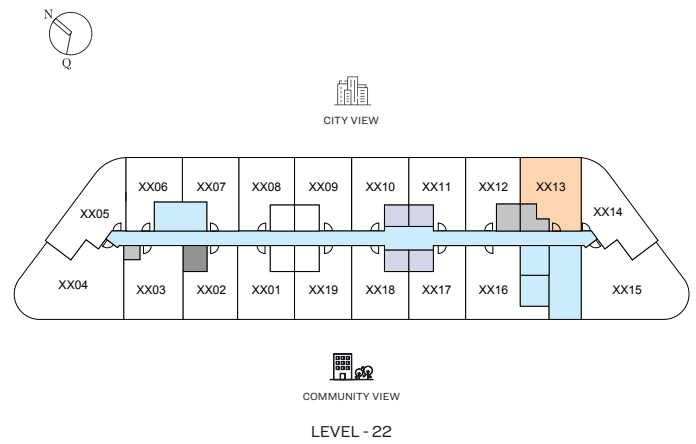 N
Q
CITY VIEW
XX06 XX07 XX08 XX09 XX10 XX11 XX12 XX13
XX05 XX14
XX04 XX03 XX02 XX01 XX19 XX18 XX17 XX16 XX15
COMMUNITY VIEW
LEVEL - 22